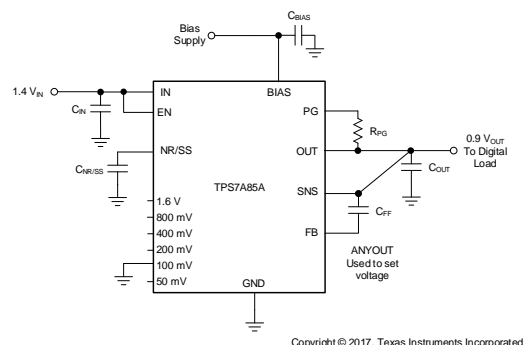 Bias
Supply
CBIAS
1.4 VIN
CIN
IN
EN
BIAS
PG
RPG
OUT
0.9 VOUT
To Digital
Load
COUT
NR/SS
CNR/SS
TPS7A85A
SNS
CFF
FB
1.6 V
800 mV
400 mV
200 mV
100 mV
50 mV
ANYOUT
Used to set
voltage
GND
Copyright © 2017, Texas Instruments Incorporated